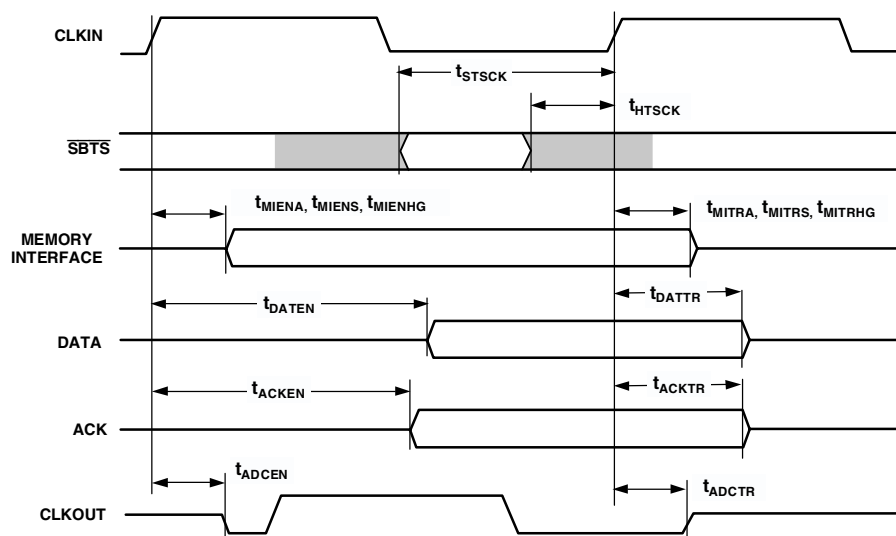 CLKIN
tSTSCK
tHTSCK
SBTS
tMIENA, tMIENS, tMIENHG
tMITRA, tMITRS, tMITRHG
MEMORY
INTERFACE
tDATEN
tDATTR
DATA
tACKEN
tACKTR
ACK
tADCEN
tADCTR
CLKOUT